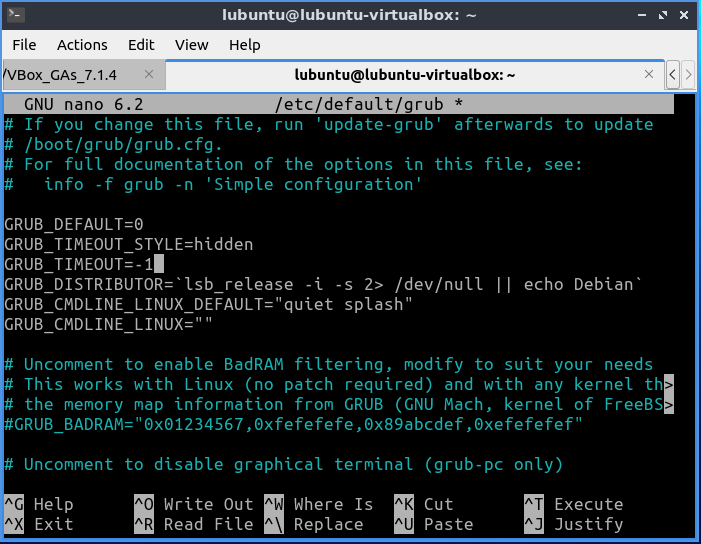 lubuntu@lubuntu-virtualbox: ~
File Actions Edit View Help
/VBox_GAs_7.1.4 × lubuntu@lubuntu-virtualbox: ~ × < >
GNU nano 6.2 /etc/default/grub *
# If you change this file, run 'update-grub' afterwards to update
# /boot/grub/grub.cfg.
# For full documentation of the options in this file, see:
#   info -f grub -n 'Simple configuration'
GRUB_DEFAULT=0
GRUB_TIMEOUT_STYLE=hidden
GRUB_TIMEOUT=-1
GRUB_DISTRIBUTOR=`lsb_release -i -s 2> /dev/null || echo Debian`
GRUB_CMDLINE_LINUX_DEFAULT="quiet splash"
GRUB_CMDLINE_LINUX=""
# Uncomment to enable BadRAM filtering, modify to suit your needs
# This works with Linux (no patch required) and with any kernel th>
# the memory map information from GRUB (GNU Mach, kernel of FreeBS>
#GRUB_BADRAM="0x01234567,0xfefefefe,0x89abcdef,0xefefefef"
# Uncomment to disable graphical terminal (grub-pc only)
^G Help ^O Write Out ^W Where Is ^K Cut ^T Execute
^X Exit ^R Read File ^\ Replace ^U Paste ^J Justify